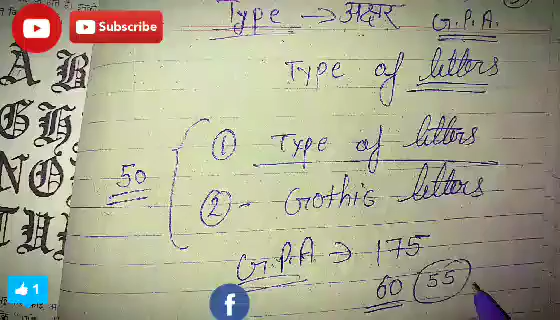 Subscribe
Type → अक्षर G.P.A.
Type of letters
A B
G H
N O
T U
50
① Type of letters
② - Gothic letters
G.P.A. → 175
60 55
1
f